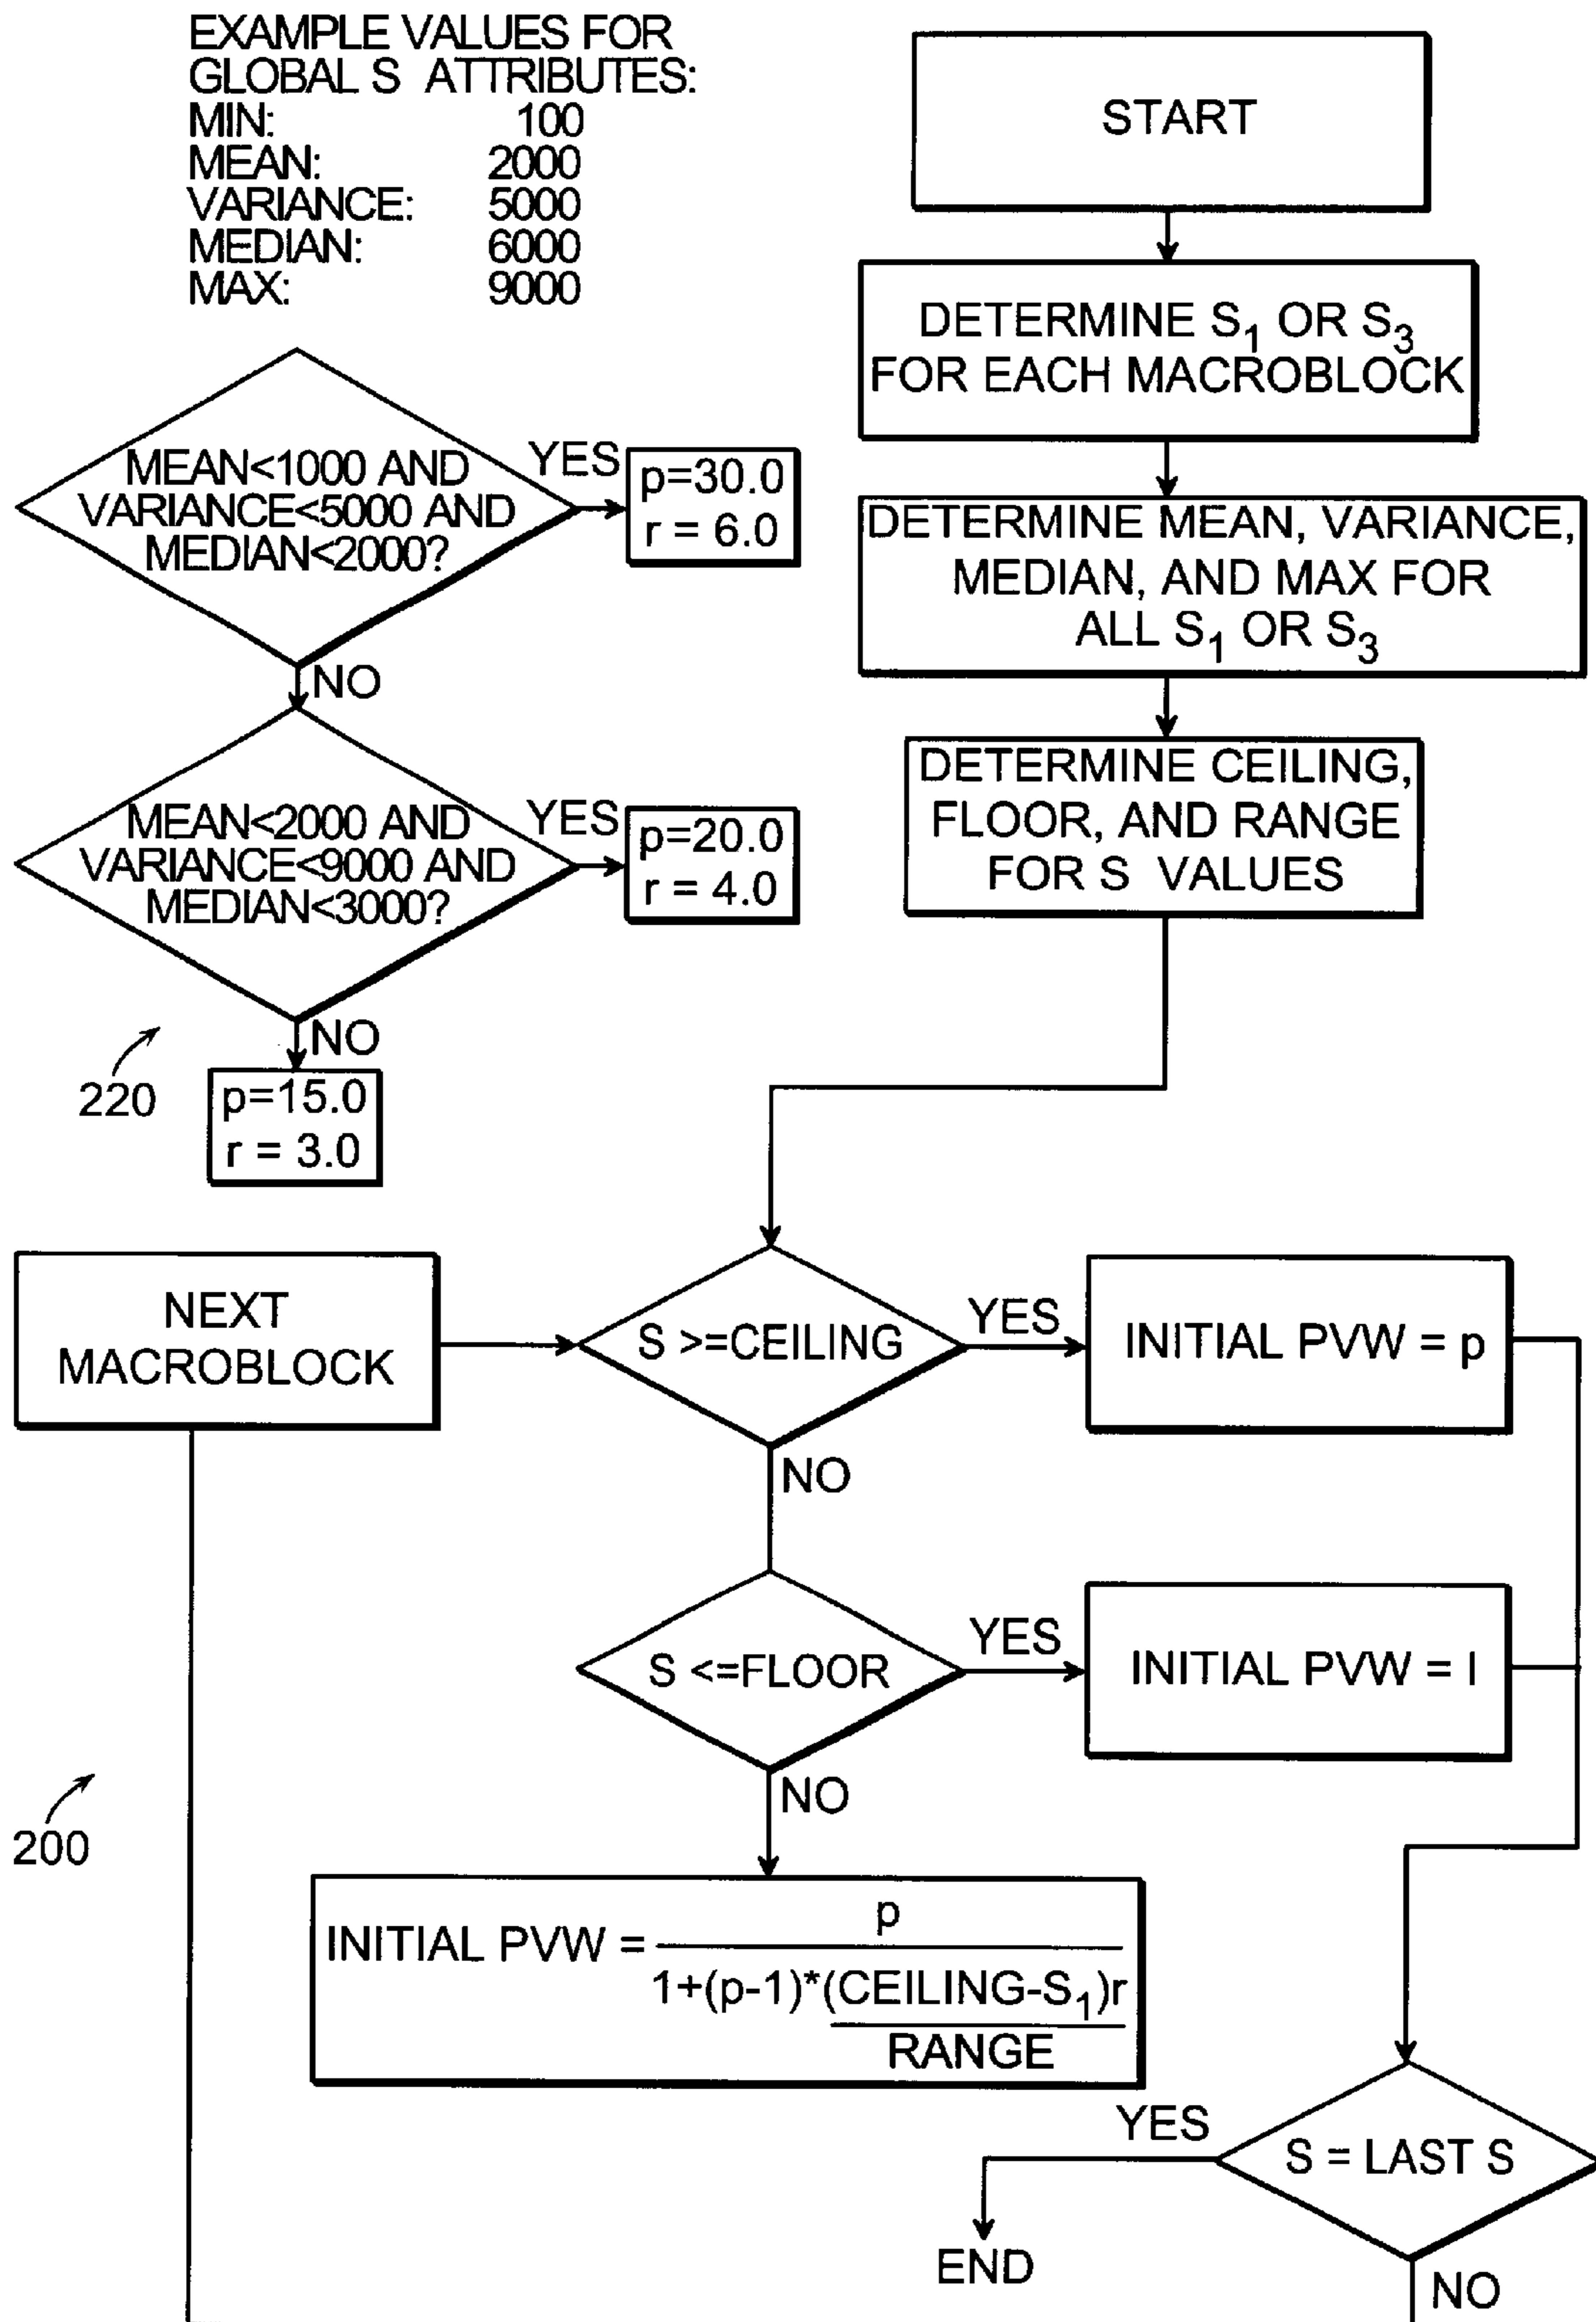 EXAMPLE VALUES FOR
GLOBAL S ATTRIBUTES:
MIN: 100
MEAN: 2000
VARIANCE: 5000
MEDIAN: 6000
MAX: 9000
MEAN<1000 AND
VARIANCE<5000 AND
MEDIAN<2000?
YES
p=30.0
r = 6.0
NO
MEAN<2000 AND
VARIANCE<9000 AND
MEDIAN<3000?
YES
p=20.0
r = 4.0
NO
p=15.0
r = 3.0
220
START
DETERMINE S₁ OR S₃
FOR EACH MACROBLOCK
DETERMINE MEAN, VARIANCE,
MEDIAN, AND MAX FOR
ALL S₁ OR S₃
DETERMINE CEILING,
FLOOR, AND RANGE
FOR S VALUES
NEXT
MACROBLOCK
S >=CEILING
YES
INITIAL PVW = p
NO
S <=FLOOR
YES
INITIAL PVW = I
NO
200
p
INITIAL PVW =
1+(p-1)*(CEILING-S₁)r
RANGE
S = LAST S
YES
END
NO